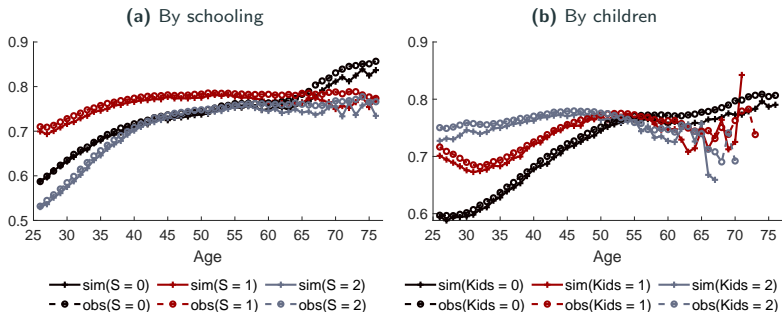 (a) By schooling
(b) By children
0.9
0.8
0.7
0.6
0.5
25 30 35 40 45 50 55 60 65 70 75
Age
0.9
0.8
0.7
0.6
25 30 35 40 45 50 55 60 65 70 75
Age
sim(S = 0) sim(S = 1) sim(S = 2)
obs(S = 0) obs(S = 1) obs(S = 2)
sim(Kids = 0) sim(Kids = 1) sim(Kids = 2)
obs(Kids = 0) obs(Kids = 1) obs(Kids = 2)